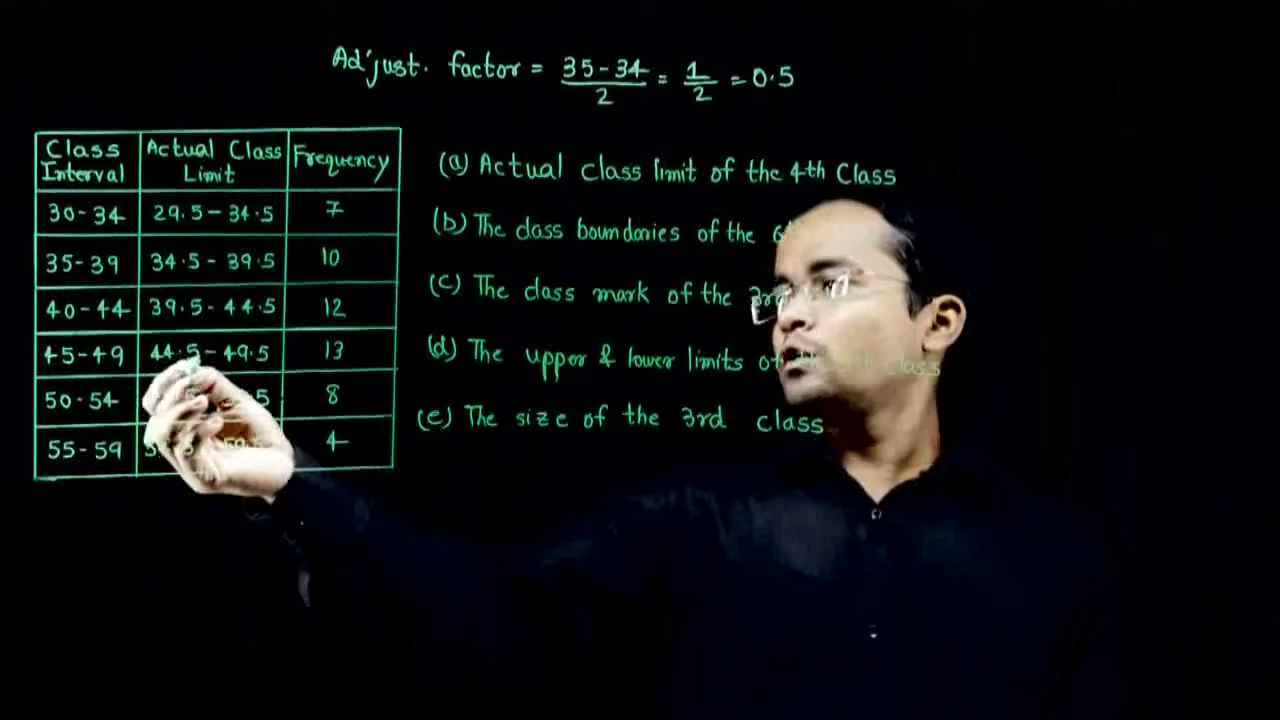 Adjust. factor = 35-34/2 = 1/2 = 0.5
Class Interval | Actual Class Limit | Frequency
30-34 | 29.5-34.5 | 7
35-39 | 34.5-39.5 | 10
40-44 | 39.5-44.5 | 12
45-49 | 44.5-49.5 | 13
50-54 | 8
55-59 | 4
(a) Actual class limit of the 4th Class
(b) The class boundaries of the
(c) The class mark of the 3rd
(d) The upper & lower limits of class
(e) The size of the 3rd class